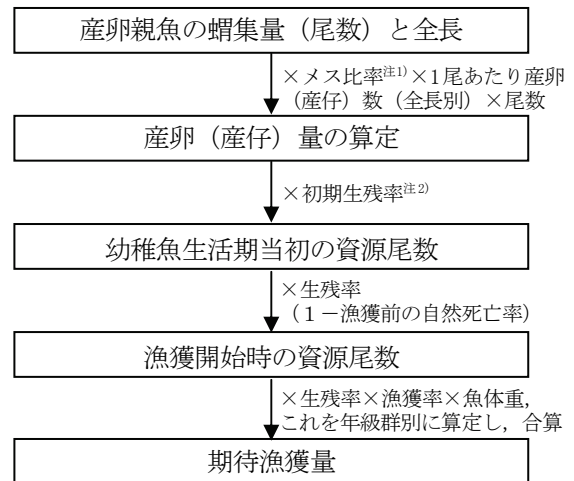 産卵親魚の蝟集量（尾数）と全長
×メス比率注1)×1尾あたり産卵
（産仔）数（全長別）×尾数
産卵（産仔）量の算定
×初期生残率注2)
幼稚魚生活期当初の資源尾数
×生残率
（１－漁獲前の自然死亡率）
漁獲開始時の資源尾数
×生残率×漁獲率×魚体重，
これを年級群別に算定し，合算
期待漁獲量